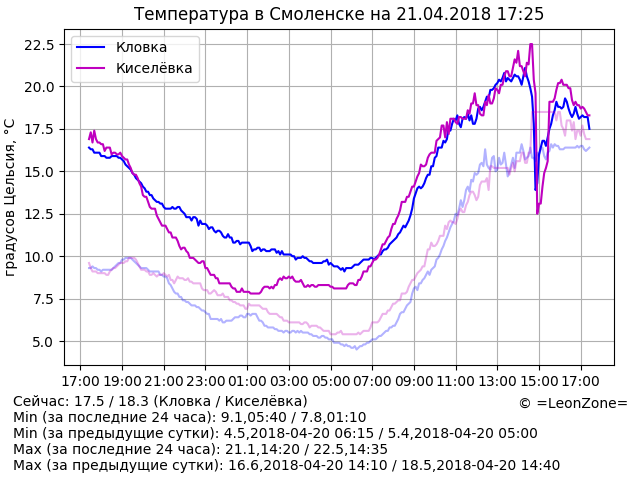 Температура в Смоленске на 21.04.2018 17:25
градусов Цельсия, °C
Кловка
Киселёвка
22.5
20.0
17.5
15.0
12.5
10.0
7.5
5.0
17:00 19:00 21:00 23:00 01:00 03:00 05:00 07:00 09:00 11:00 13:00 15:00 17:00
Сейчас: 17.5 / 18.3 (Кловка / Киселёвка)
© =LeonZone=
Min (за последние 24 часа): 9.1,05:40 / 7.8,01:10
Min (за предыдущие сутки): 4.5,2018-04-20 06:15 / 5.4,2018-04-20 05:00
Max (за последние 24 часа): 21.1,14:20 / 22.5,14:35
Max (за предыдущие сутки): 16.6,2018-04-20 14:10 / 18.5,2018-04-20 14:40